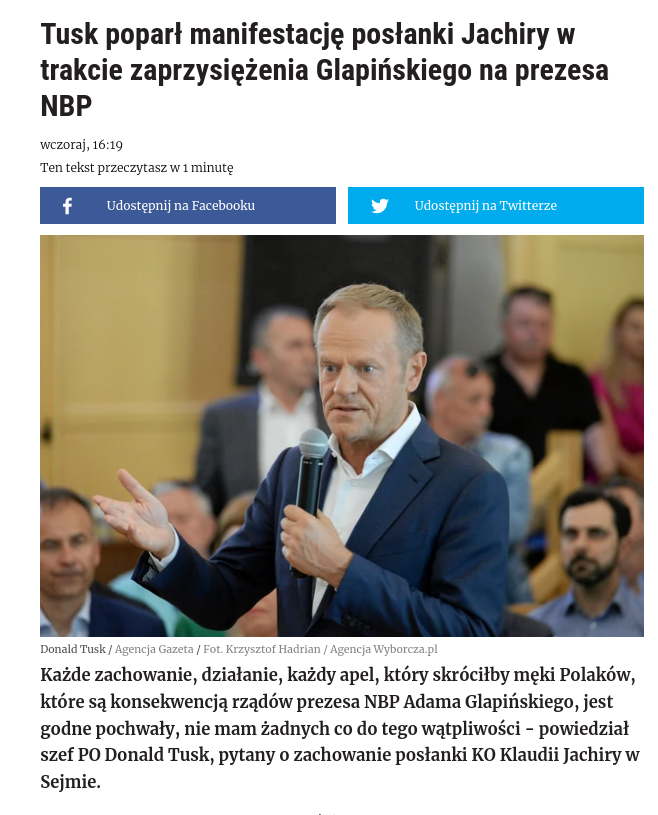 Tusk poparł manifestację posłanki Jachiry w
trakcie zaprzysiężenia Glapińskiego na prezesa
NBP
wczoraj, 16:19
Ten tekst przeczytasz w 1 minutę
Udostępnij na Facebooku
Udostępnij na Twitterze
Donald Tusk / Agencja Gazeta / Fot. Krzysztof Hadrian / Agencja Wyborcza.pl
Każde zachowanie, działanie, każdy apel, który skróciłby męki Polaków,
które są konsekwencją rządów prezesa NBP Adama Glapińskiego, jest
godne pochwały, nie mam żadnych co do tego wątpliwości - powiedział
szef PO Donald Tusk, pytany o zachowanie posłanki KO Klaudii Jachiry w
Sejmie.